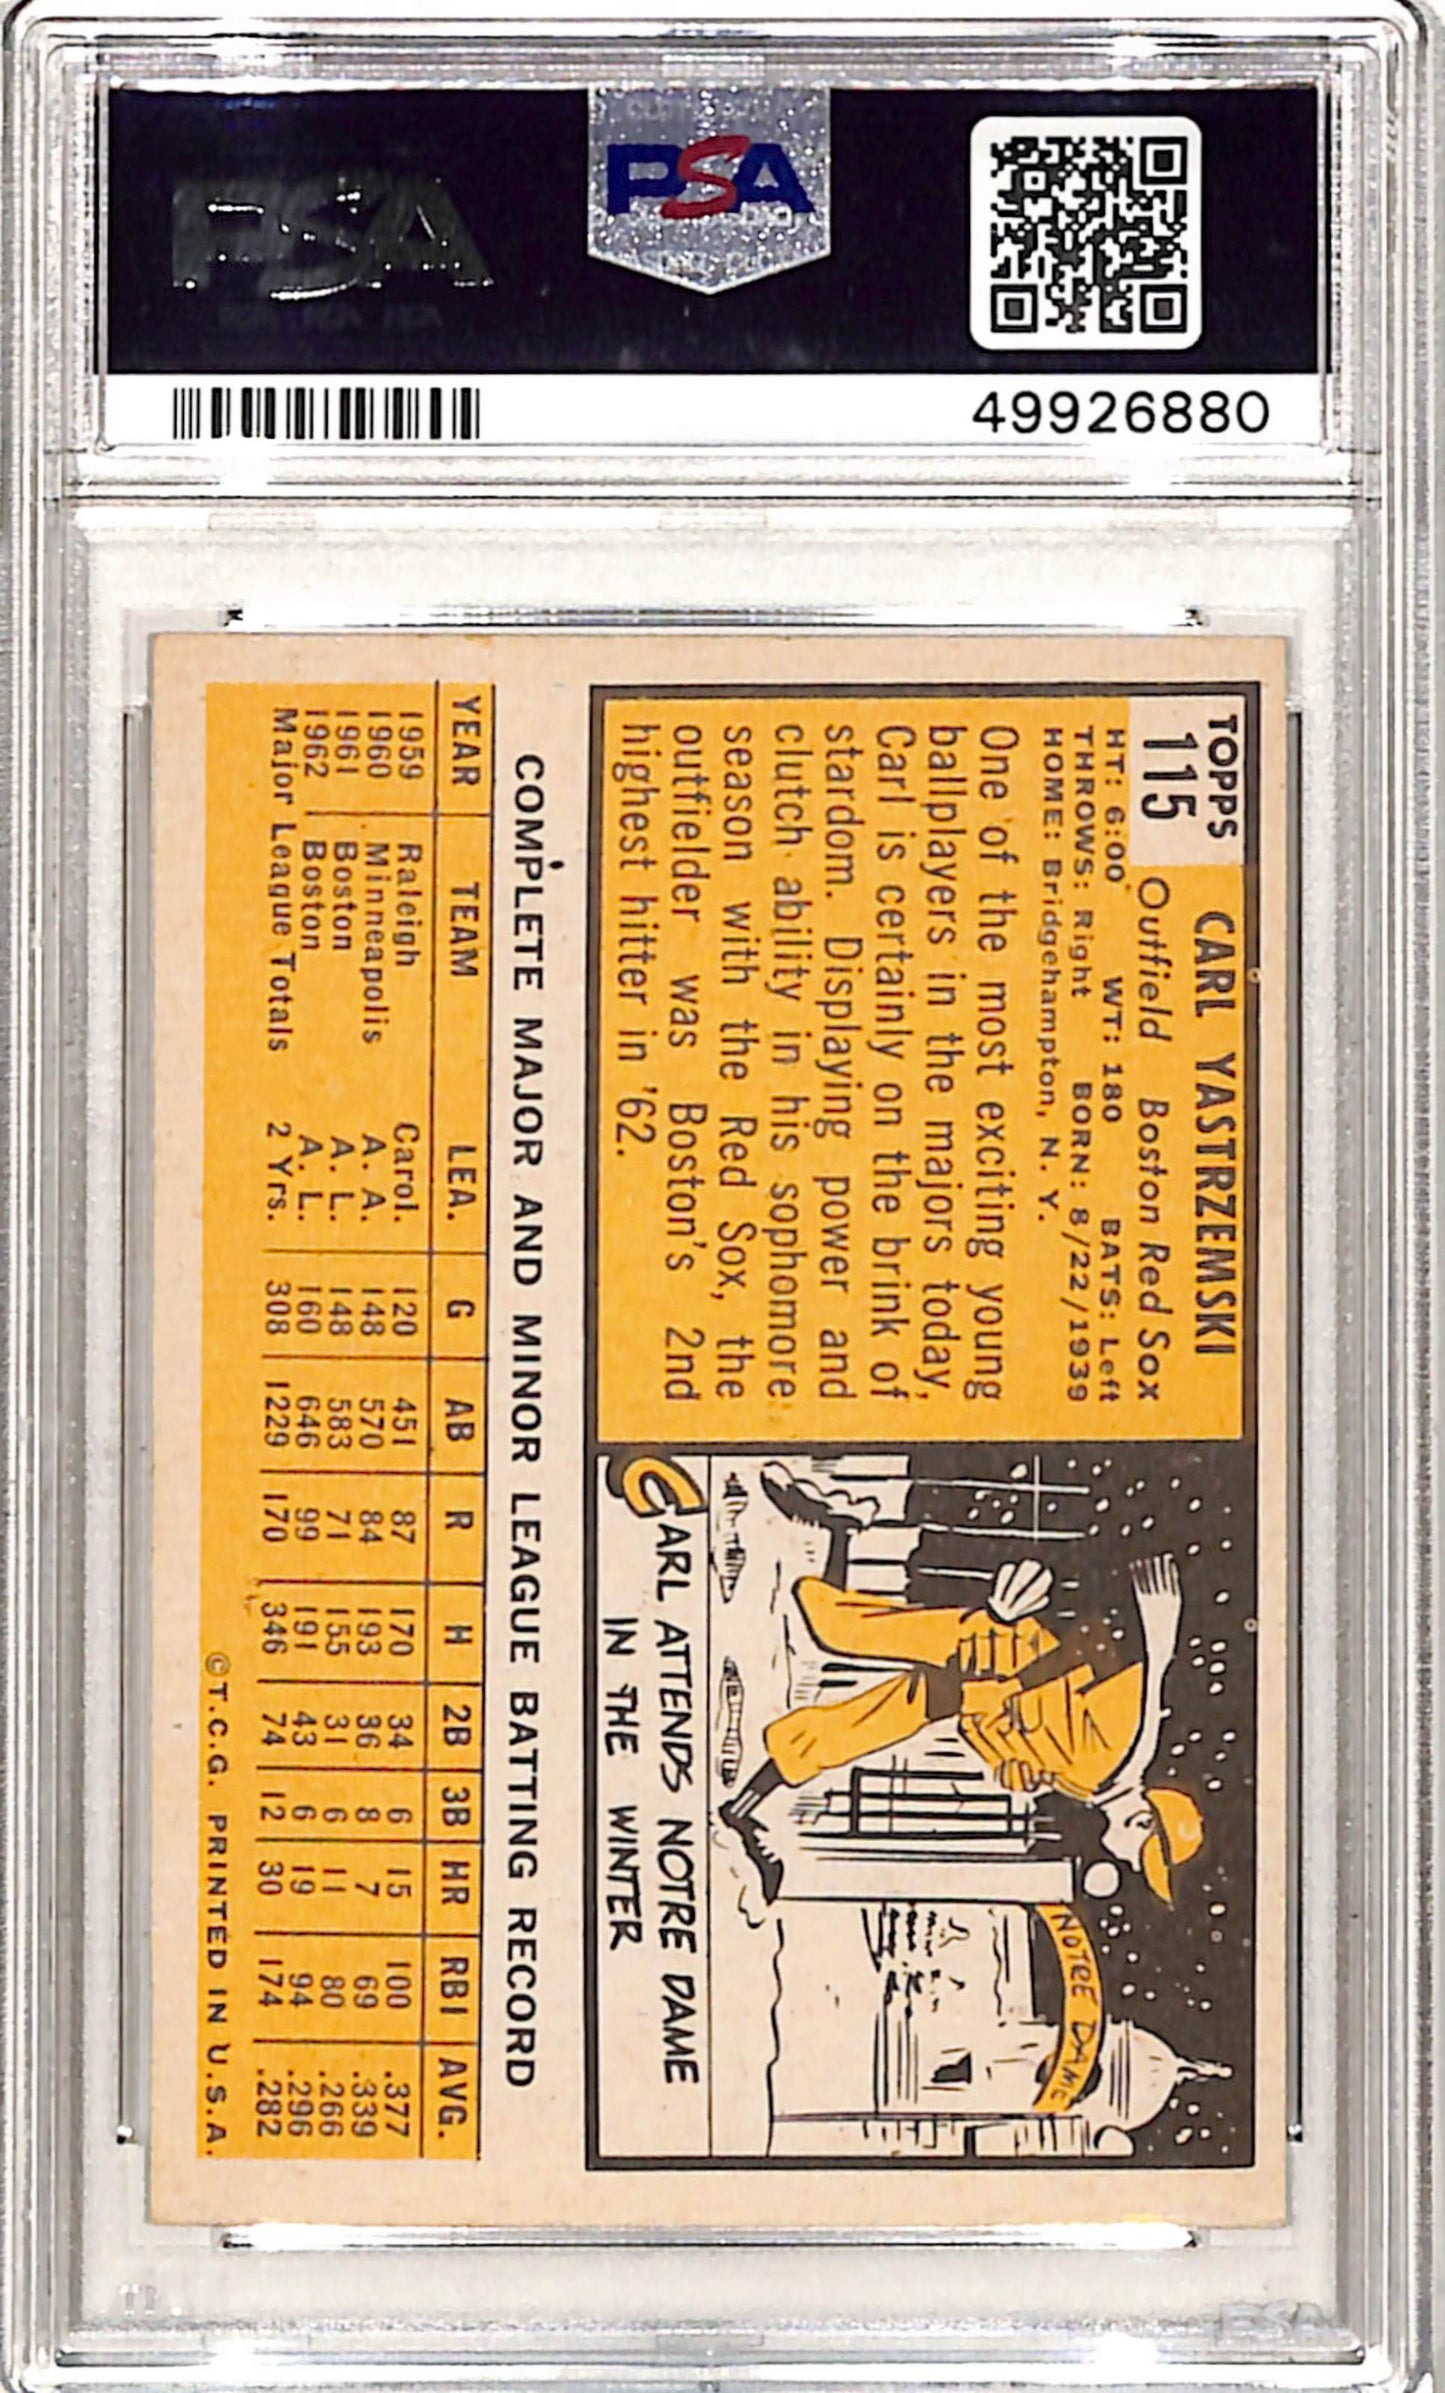 PSA
PSA
49926880
TOPPS
115
CARL YASTRZEMSKI
Outfield Boston Red Sox
HT: 6:00 WT: 180 BATS: Left
THROWS: Right BORN: 8/22/1939
HOME: Bridgehampton, N. Y.
One of the most exciting young
ballplayers in the majors today,
Carl is certainly on the brink of
stardom. Displaying power and
clutch ability in his sophomore
season with the Red Sox, the
outfielder was Boston's 2nd
highest hitter in '62.
NOTRE DAME
CARL ATTENDS NOTRE DAME
IN THE WINTER
COMPLETE MAJOR AND MINOR LEAGUE BATTING RECORD
YEAR TEAM LEA. G AB R H 2B 3B HR RBI AVG.
1959 Raleigh Carol. 120 451 87 170 34 6 15 100 .377
1960 Minneapolis A. A. 148 570 84 193 36 8 7 69 .339
1961 Boston A. L. 148 583 71 155 31 6 11 80 .266
1962 Boston A. L. 160 646 99 191 43 6 19 94 .296
Major League Totals 2 Yrs. 308 1229 170 346 74 12 30 174 .282
©T.C.G. PRINTED IN U.S.A.
PSA